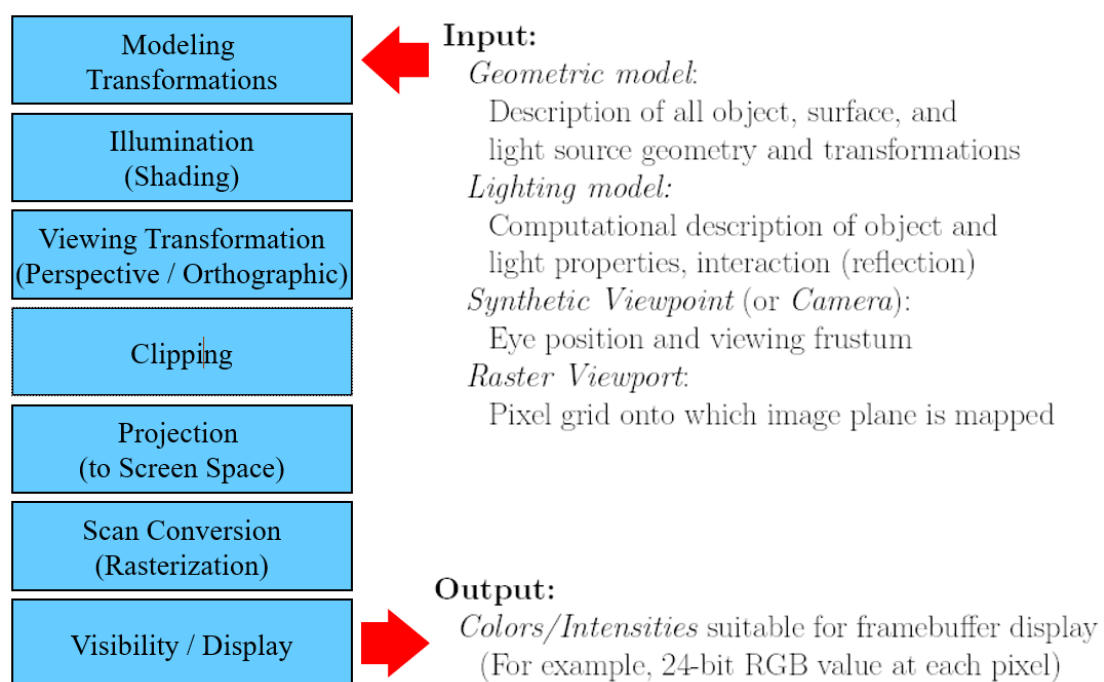 Modeling
Transformations
Illumination
(Shading)
Viewing Transformation
(Perspective / Orthographic)
Clipping
Projection
(to Screen Space)
Scan Conversion
(Rasterization)
Visibility / Display
Input:
Geometric model:
Description of all object, surface, and
light source geometry and transformations
Lighting model:
Computational description of object and
light properties, interaction (reflection)
Synthetic Viewpoint (or Camera):
Eye position and viewing frustum
Raster Viewport:
Pixel grid onto which image plane is mapped
Output:
Colors/Intensities suitable for framebuffer display
(For example, 24-bit RGB value at each pixel)